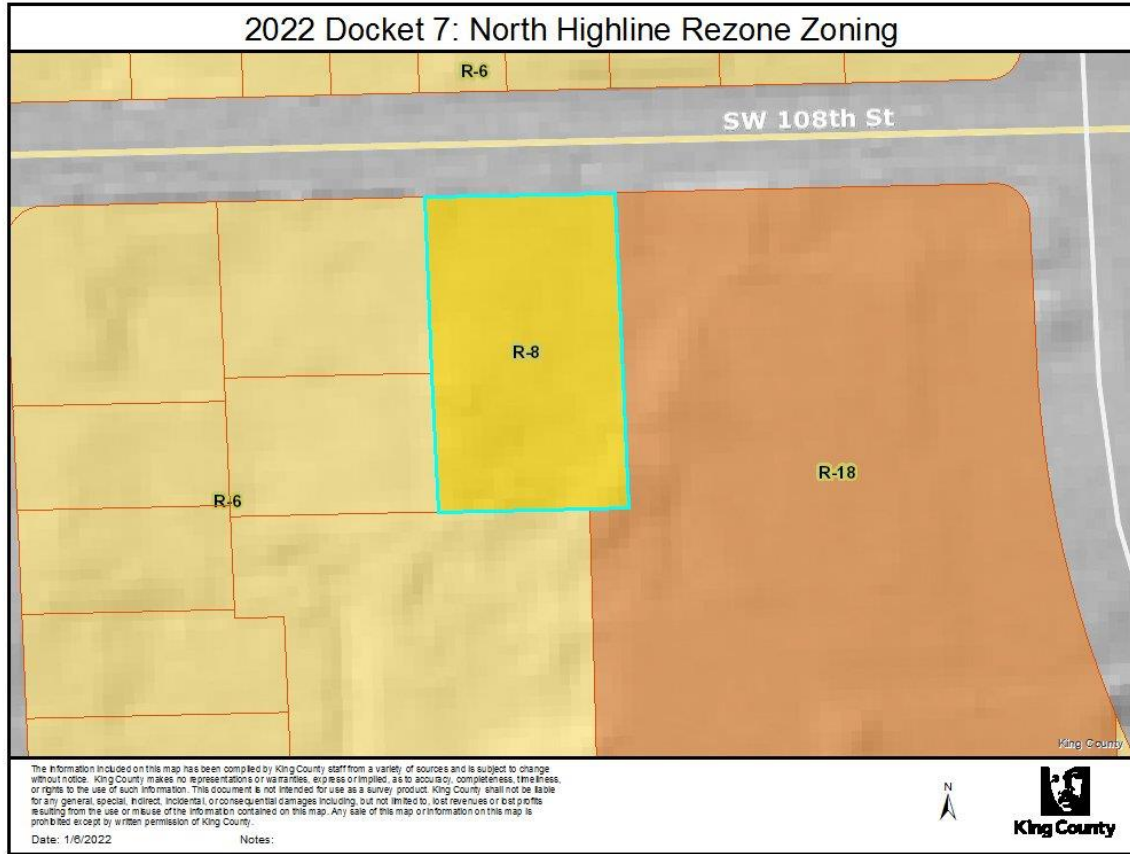 2022 Docket 7: North Highline Rezone Zoning
R-6
SW 108th St
R-8
R-18
R-6
King County
The information included on this map has been compiled by King County staff from a variety of sources and is subject to change
without notice. King County makes no representations or warranties, express or implied, as to accuracy, completeness, timeliness,
or rights to the use of such information. This document is not intended for use as a survey product. King County shall not be liable
for any general, special, indirect, incidental, or consequential damages including, but not limited to, lost revenues or lost profits
resulting from the use or misuse of the information contained on this map. Any sale of this map or information on this map is
prohibited except by written permission of King County.
Date: 1/6/2022 Notes:
N
King County